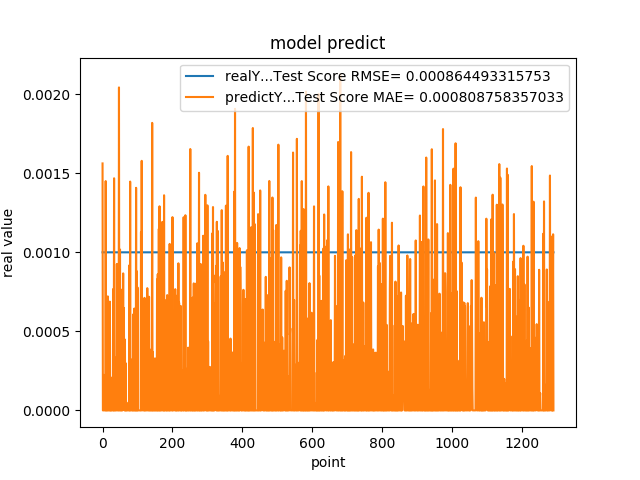 model predict
realY...Test Score RMSE= 0.000864493315753
predictY...Test Score MAE= 0.000808758357033
0.0020
0.0015
0.0010
0.0005
0.0000
real value
0
200
400
600
800
1000
1200
point